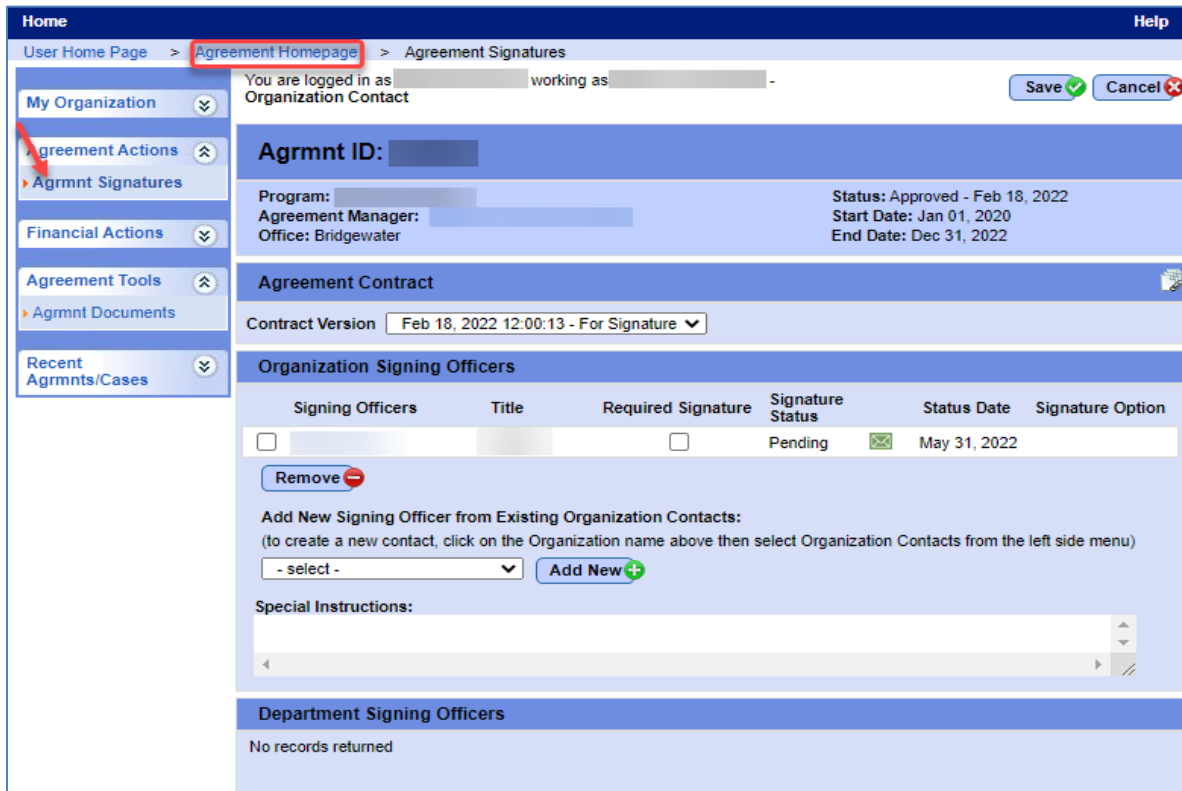 Home Help
User Home Page > Agreement Homepage > Agreement Signatures
You are logged in as working as -
Organization Contact
Save Cancel
My Organization
Agreement Actions
Agrmnt Signatures
Financial Actions
Agreement Tools
Agrmnt Documents
Recent
Agrmnts/Cases
Agrmnt ID:
Program:
Agreement Manager:
Office: Bridgewater
Status: Approved - Feb 18, 2022
Start Date: Jan 01, 2020
End Date: Dec 31, 2022
Agreement Contract
Contract Version Feb 18, 2022 12:00:13 - For Signature
Organization Signing Officers
Signing Officers Title Required Signature Signature Status Status Date Signature Option
Pending May 31, 2022
Remove
Add New Signing Officer from Existing Organization Contacts:
(to create a new contact, click on the Organization name above then select Organization Contacts from the left side menu)
- select - Add New
Special Instructions:
Department Signing Officers
No records returned